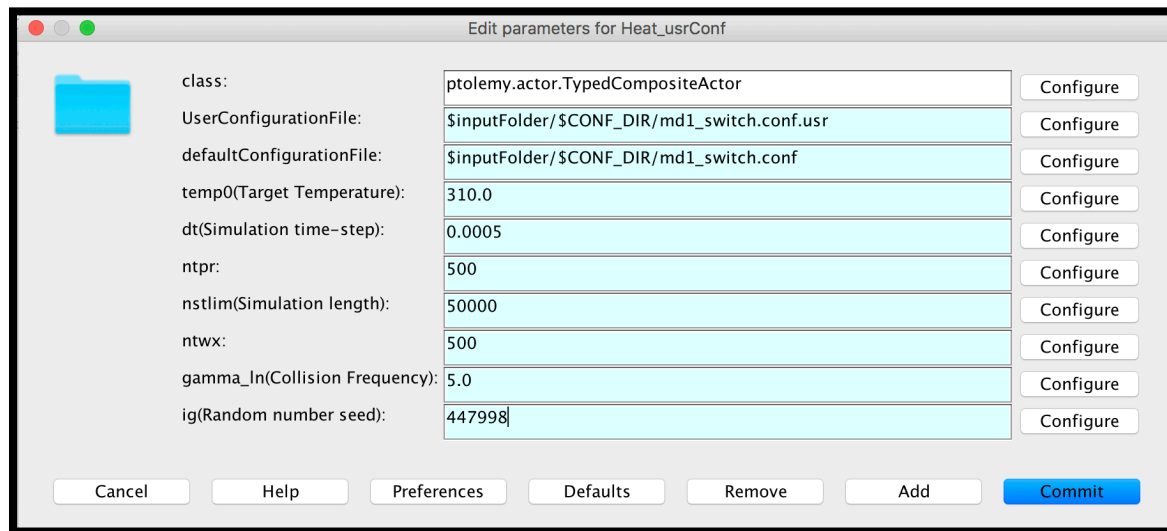 Edit parameters for Heat_usrConf
class: ptolemy.actor.TypedCompositeActor Configure
UserConfigurationFile: $inputFolder/$CONF_DIR/md1_switch.conf.usr Configure
defaultConfigurationFile: $inputFolder/$CONF_DIR/md1_switch.conf Configure
temp0(Target Temperature): 310.0 Configure
dt(Simulation time-step): 0.0005 Configure
ntpr: 500 Configure
nstlim(Simulation length): 50000 Configure
ntwx: 500 Configure
gamma_ln(Collision Frequency): 5.0 Configure
ig(Random number seed): 447998 Configure
Cancel Help Preferences Defaults Remove Add Commit